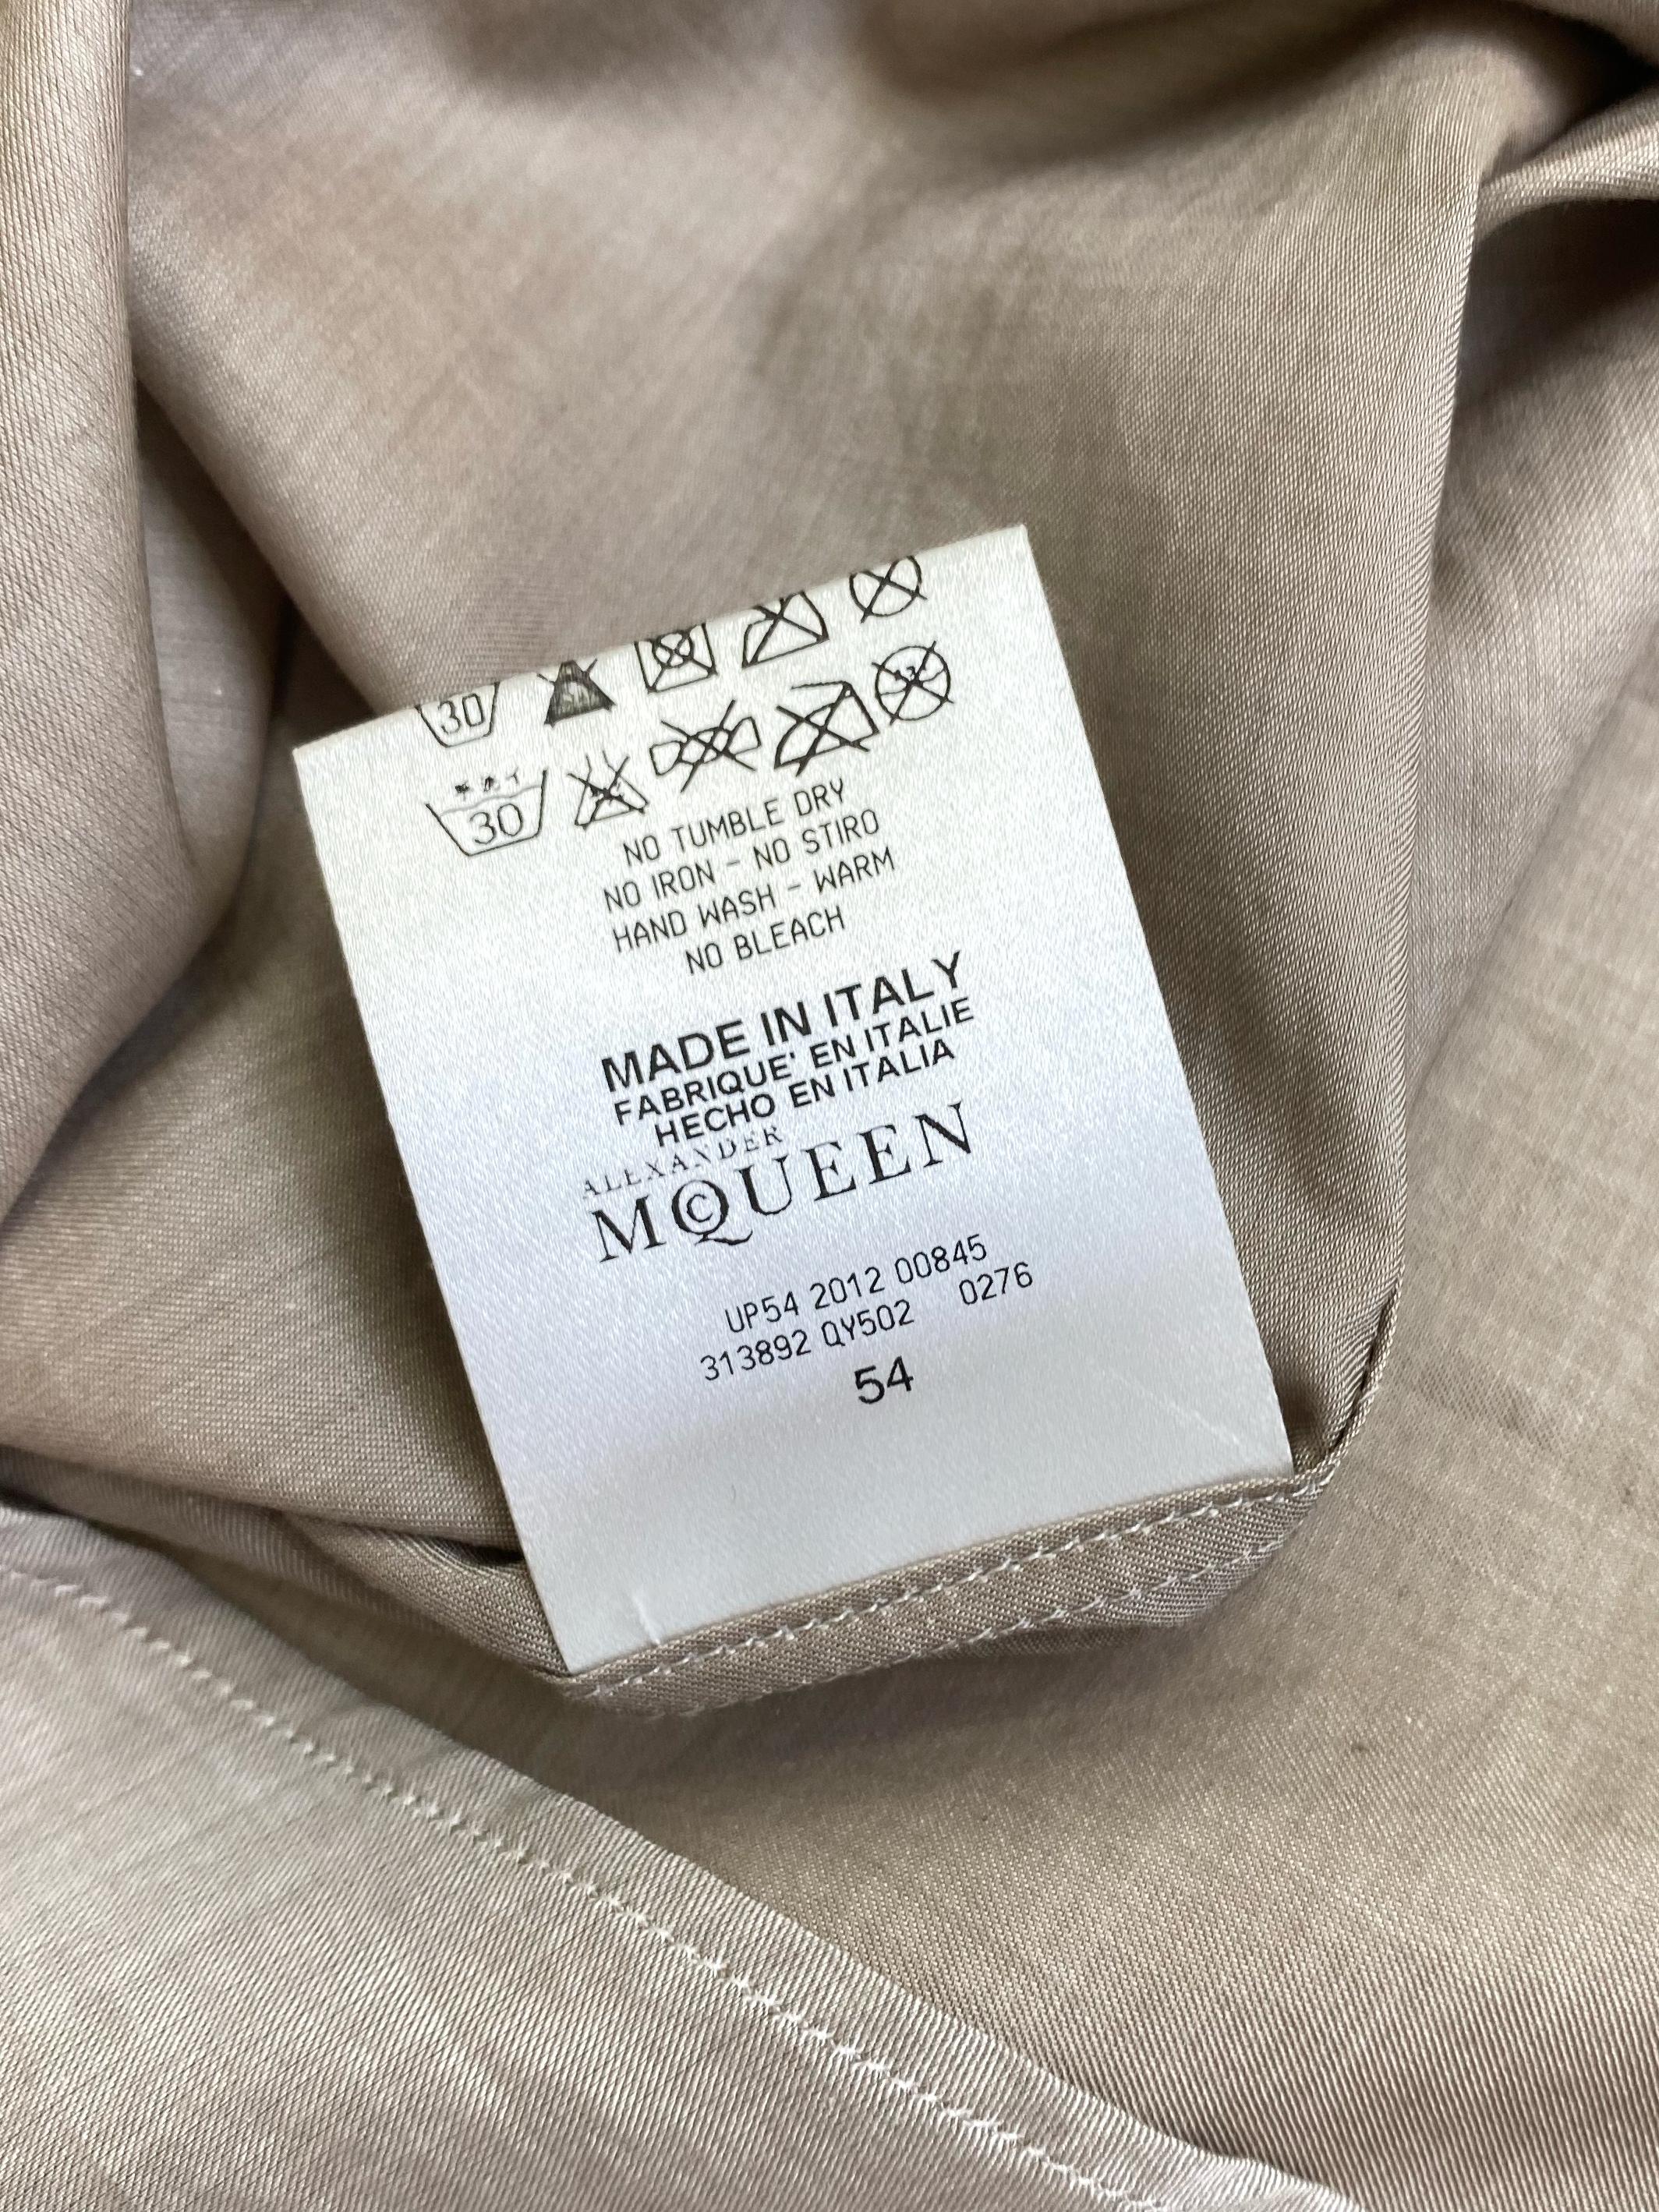 30
30
NO TUMBLE DRY
NO IRON - NO STIRO
HAND WASH - WARM
NO BLEACH
MADE IN ITALY
FABRIQUE' EN ITALIE
HECHO EN ITALIA
ALEXANDER
MCQUEEN
UP54 2012 00845
313892 QY502 0276
54